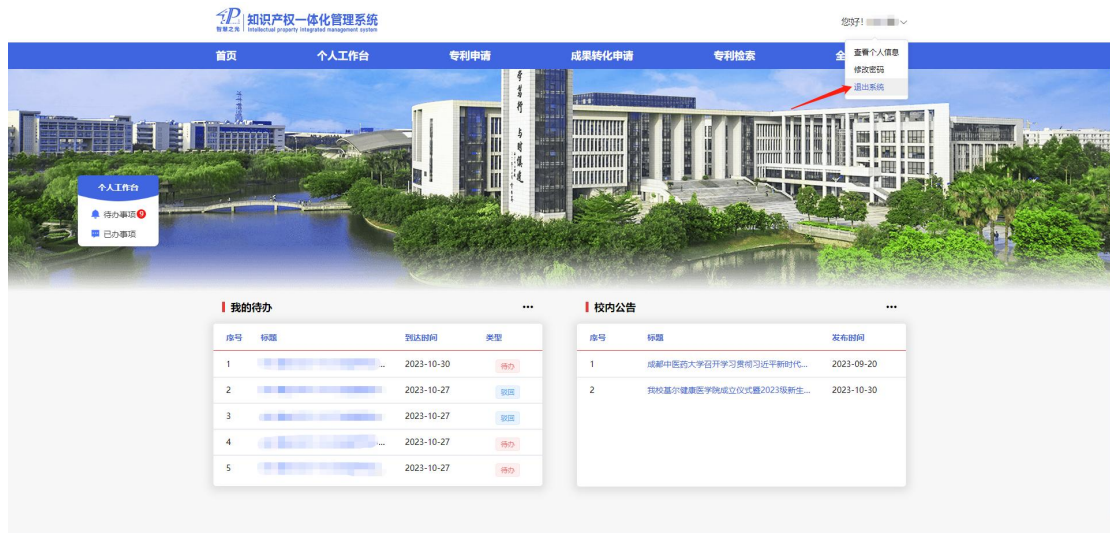 智慧之光
知识产权一体化管理系统
Intellectual property integrated management system
您好！
首页 个人工作台 专利申请 成果转化申请 专利检索 全
查看个人信息
修改密码
退出系统
个人工作台
待办事项 9
已办事项
我的待办 •••
序号 标题 到达时间 类型
1 ... 2023-10-30 待办
2 2023-10-27 驳回
3 2023-10-27 驳回
4 ... 2023-10-27 待办
5 2023-10-27 待办
校内公告 •••
序号 标题 发布时间
1 成都中医药大学召开学习贯彻习近平新时代... 2023-09-20
2 我校基尔健康医学院成立仪式暨2023级新生... 2023-10-30